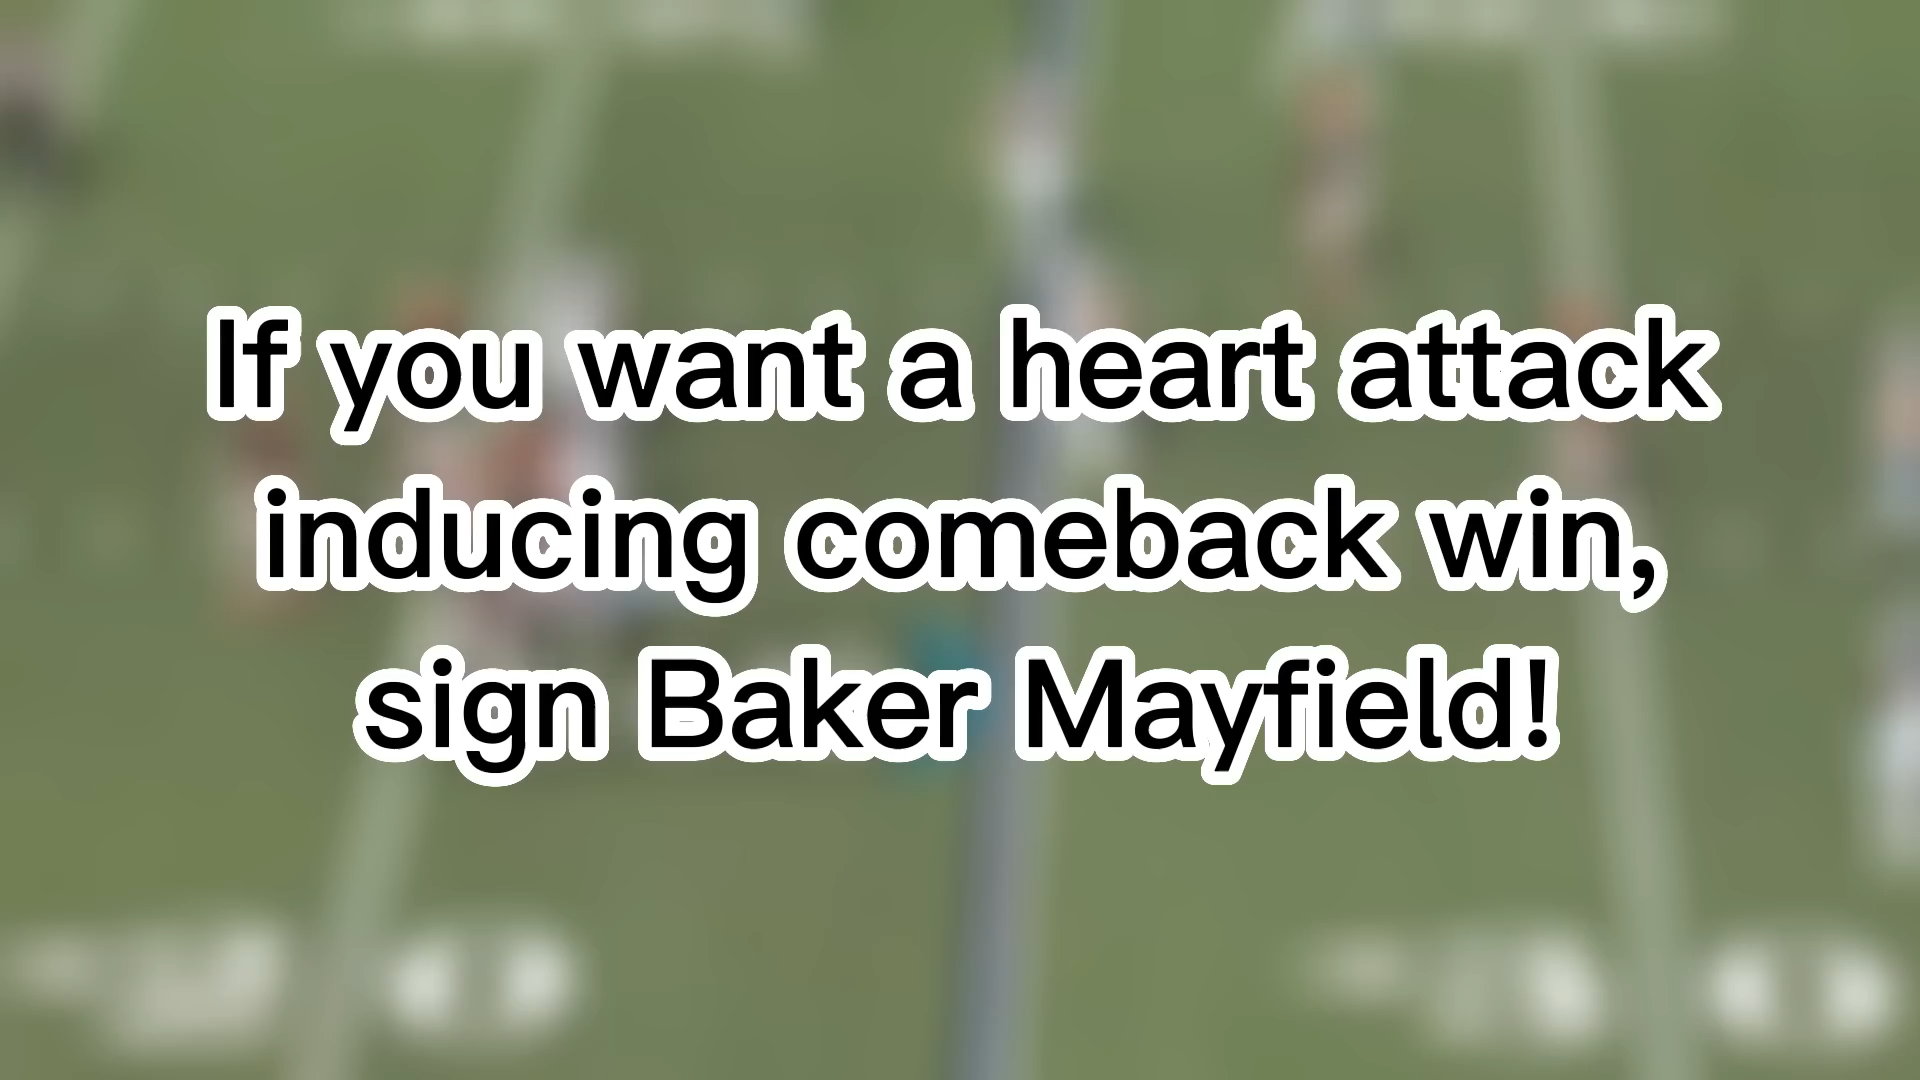 If you want a heart attack
inducing comeback win,
sign Baker Mayfield!